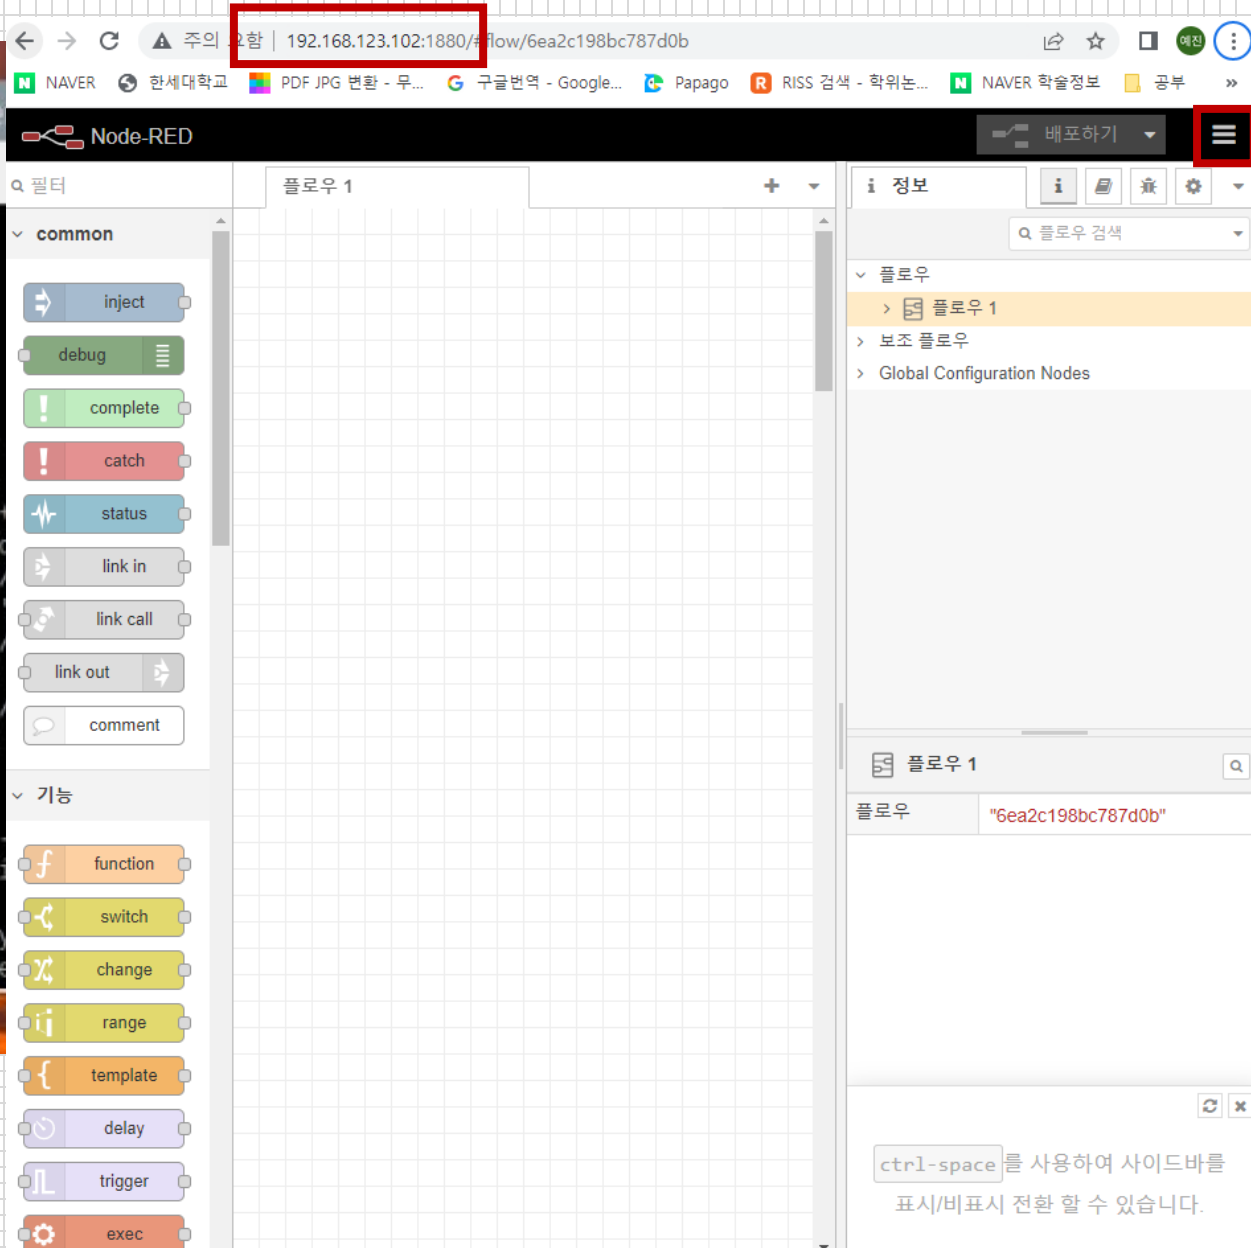 주의 요함 | 192.168.123.102:1880/#flow/6ea2c198bc787d0b
예진
NAVER 한세대학교 PDF JPG 변환 - 무... 구글번역 - Google... Papago RISS 검색 - 학위논... NAVER 학술정보 공부 »
Node-RED 배포하기
필터 플로우 1 + i 정보
common
플로우 검색
플로우
inject 플로우 1
보조 플로우
debug
Global Configuration Nodes
complete
catch
status
link in
link call
link out
comment
플로우 1
기능
플로우 "6ea2c198bc787d0b"
function
switch
change
range
template
delay
ctrl-space를 사용하여 사이드바를
trigger
표시/비표시 전환 할 수 있습니다.
exec